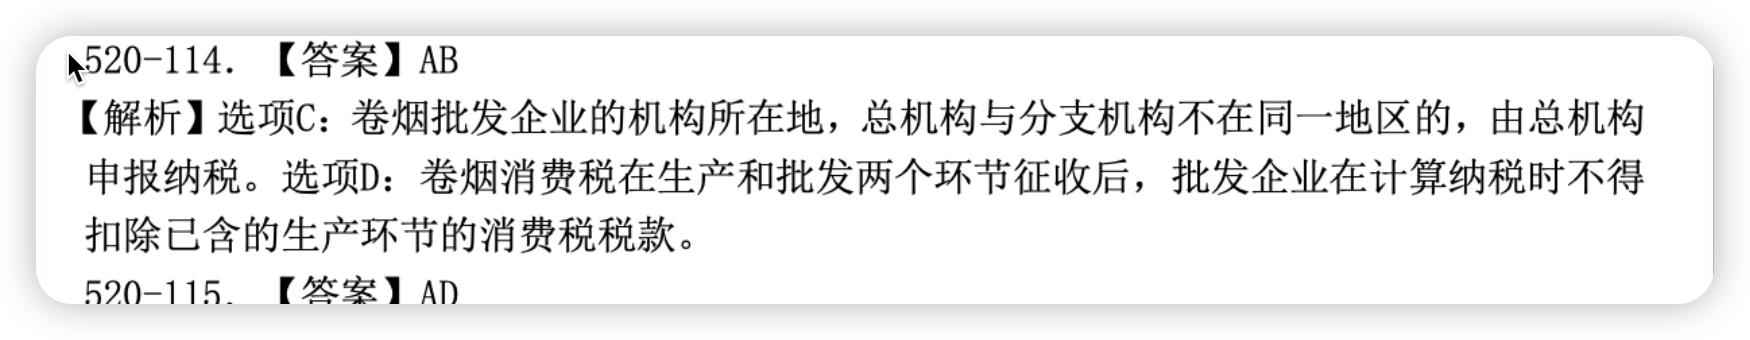 520-114. 【答案】AB
【解析】选项C：卷烟批发企业的机构所在地，总机构与分支机构不在同一地区的，由总机构
申报纳税。选项D：卷烟消费税在生产和批发两个环节征收后，批发企业在计算纳税时不得
扣除已含的生产环节的消费税税款。
520-115. 【答案】AD